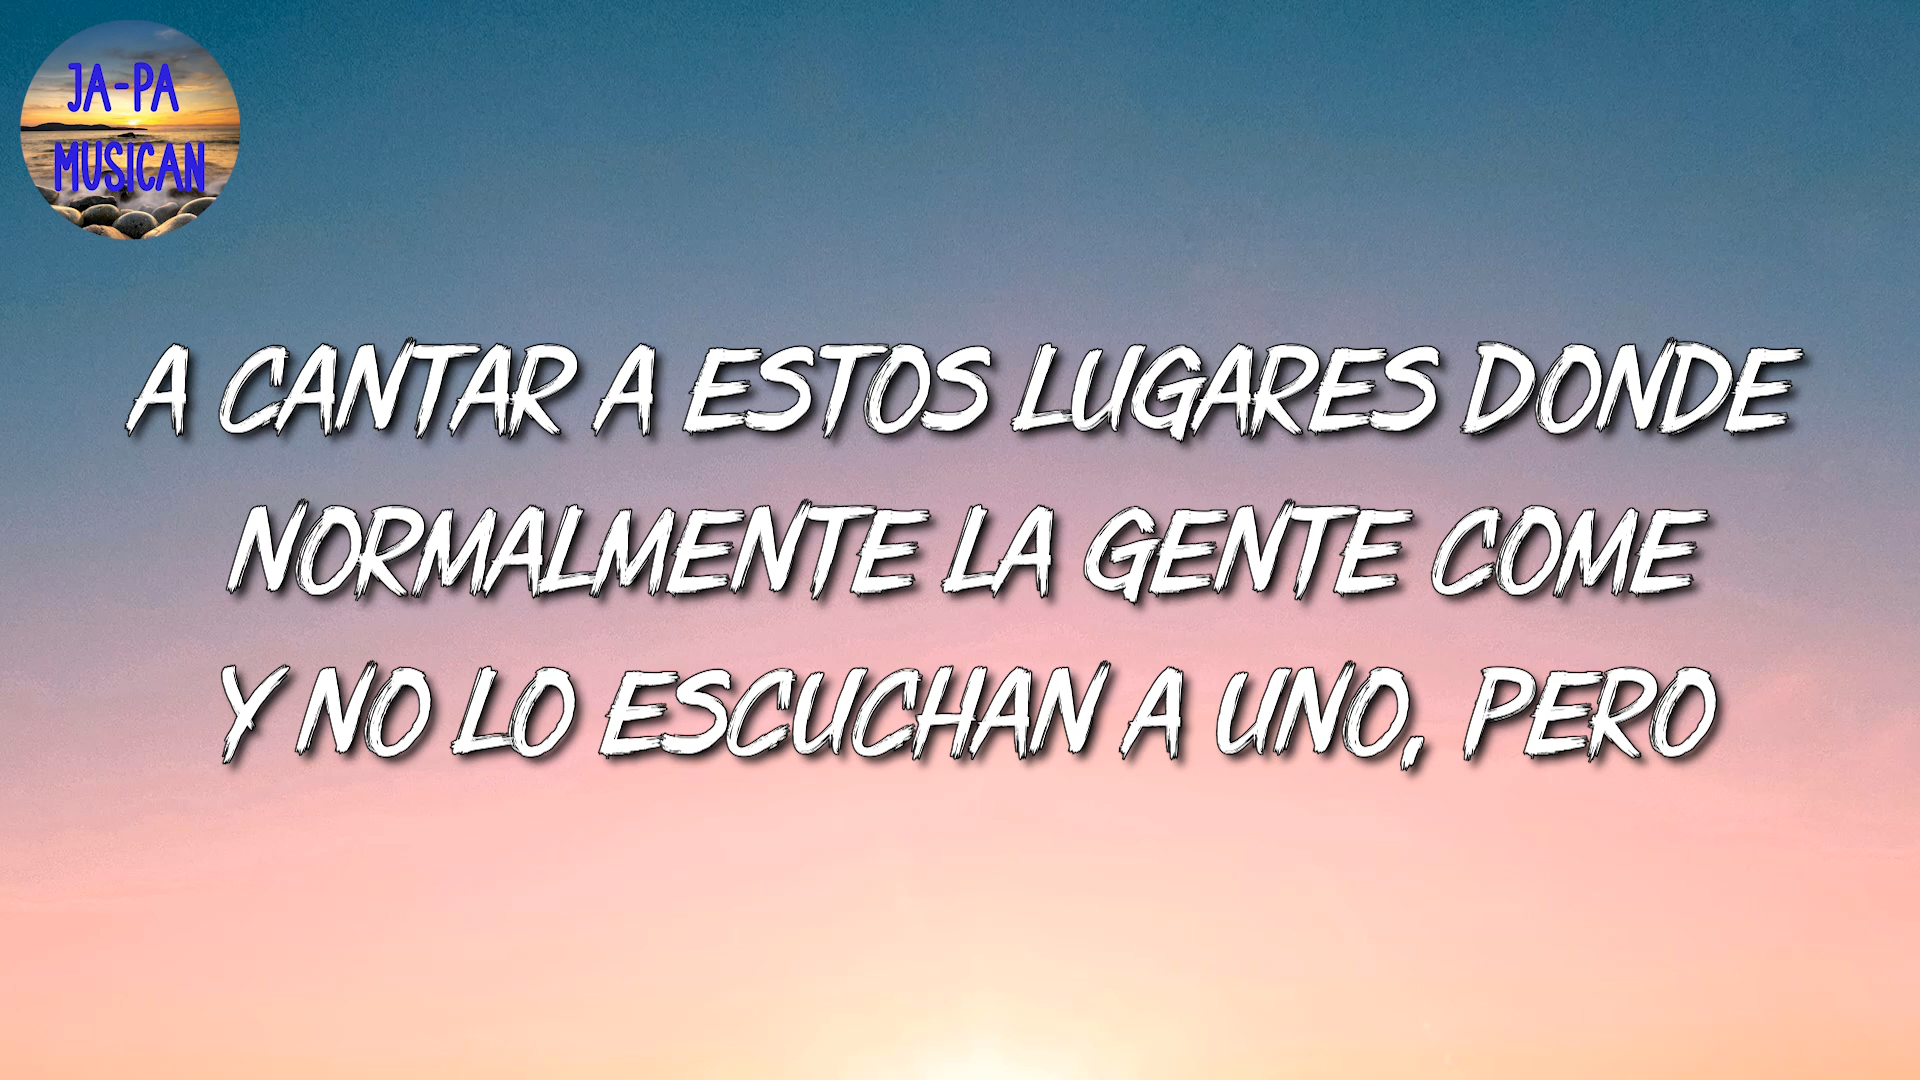 JA-PA
MUSICAN
A CANTAR A ESTOS LUGARES DONDE
NORMALMENTE LA GENTE COME
Y NO LO ESCUCHAN A UNO, PERO